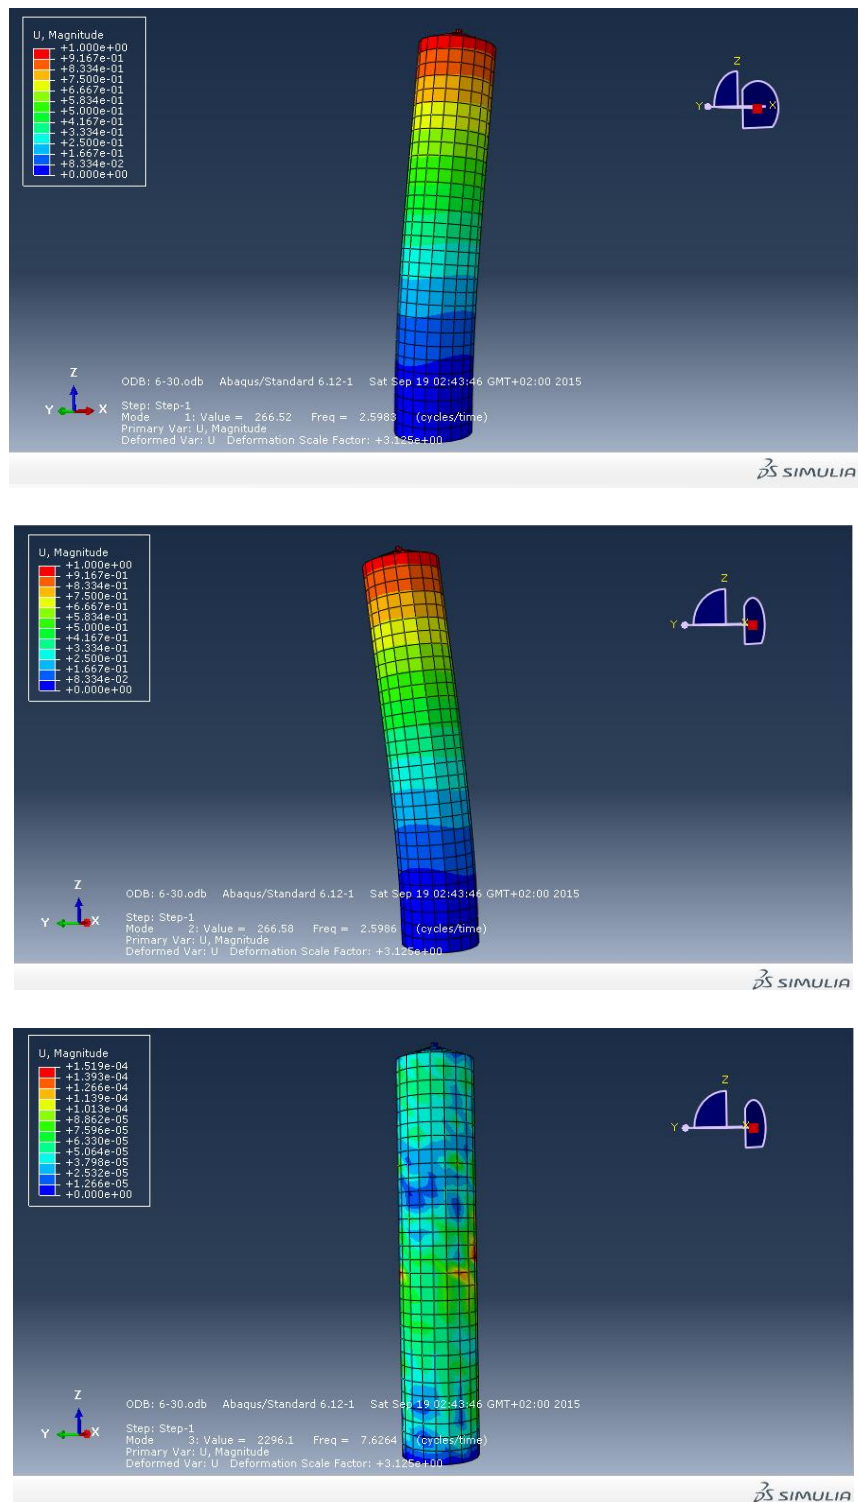 U, Magnitude
+1.000e+00
+9.167e-01
+8.334e-01
+7.500e-01
+6.667e-01
+5.834e-01
+5.000e-01
+4.167e-01
+3.334e-01
+2.500e-01
+1.667e-01
+8.334e-02
+0.000e+00
Z
Y X
Z
Y X
ODB: 6-30.odb Abaqus/Standard 6.12-1 Sat Sep 19 02:43:46 GMT+02:00 2015
Step: Step-1
Mode 1: Value = 266.52 Freq = 2.5983 (cycles/time)
Primary Var: U, Magnitude
Deformed Var: U Deformation Scale Factor: +3.125e+00
SIMULIA
U, Magnitude
+1.000e+00
+9.167e-01
+8.334e-01
+7.500e-01
+6.667e-01
+5.834e-01
+5.000e-01
+4.167e-01
+3.334e-01
+2.500e-01
+1.667e-01
+8.334e-02
+0.000e+00
Z
Y X
Z
Y X
ODB: 6-30.odb Abaqus/Standard 6.12-1 Sat Sep 19 02:43:46 GMT+02:00 2015
Step: Step-1
Mode 2: Value = 266.58 Freq = 2.5986 (cycles/time)
Primary Var: U, Magnitude
Deformed Var: U Deformation Scale Factor: +3.125e+00
SIMULIA
U, Magnitude
+1.519e-04
+1.393e-04
+1.266e-04
+1.139e-04
+1.013e-04
+8.862e-05
+7.596e-05
+6.330e-05
+5.064e-05
+3.798e-05
+2.532e-05
+1.266e-05
+0.000e+00
Z
Y X
Z
Y X
ODB: 6-30.odb Abaqus/Standard 6.12-1 Sat Sep 19 02:43:46 GMT+02:00 2015
Step: Step-1
Mode 3: Value = 2296.1 Freq = 7.6264 (cycles/time)
Primary Var: U, Magnitude
Deformed Var: U Deformation Scale Factor: +3.125e+00
SIMULIA